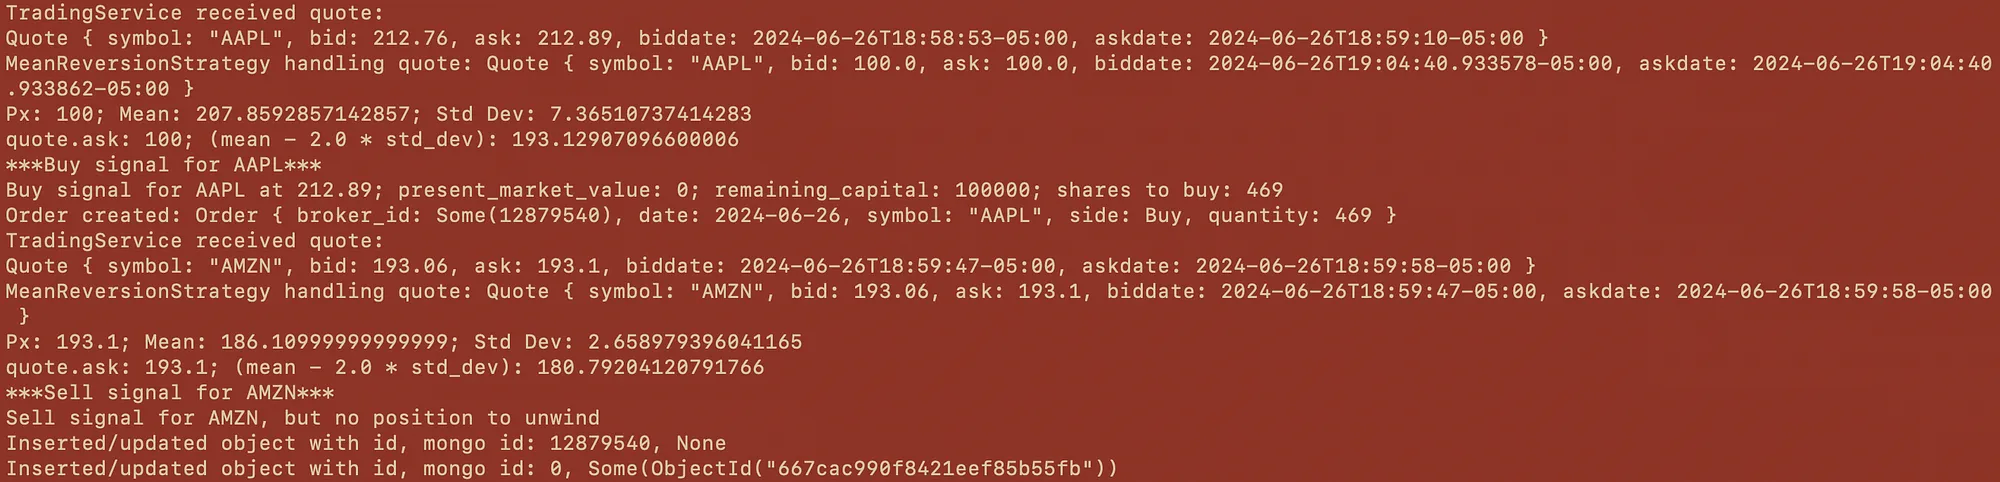 TradingService received quote:
Quote { symbol: "AAPL", bid: 212.76, ask: 212.89, biddate: 2024-06-26T18:58:53-05:00, askdate: 2024-06-26T18:59:10-05:00 }
MeanReversionStrategy handling quote: Quote { symbol: "AAPL", bid: 100.0, ask: 100.0, biddate: 2024-06-26T19:04:40.933578-05:00, askdate: 2024-06-26T19:04:40
.933862-05:00 }
Px: 100; Mean: 207.8592857142857; Std Dev: 7.36510737414283
quote.ask: 100; (mean - 2.0 * std_dev): 193.12907096600006
***Buy signal for AAPL***
Buy signal for AAPL at 212.89; present_market_value: 0; remaining_capital: 100000; shares to buy: 469
Order created: Order { broker_id: Some(12879540), date: 2024-06-26, symbol: "AAPL", side: Buy, quantity: 469 }
TradingService received quote:
Quote { symbol: "AMZN", bid: 193.06, ask: 193.1, biddate: 2024-06-26T18:59:47-05:00, askdate: 2024-06-26T18:59:58-05:00 }
MeanReversionStrategy handling quote: Quote { symbol: "AMZN", bid: 193.06, ask: 193.1, biddate: 2024-06-26T18:59:47-05:00, askdate: 2024-06-26T18:59:58-05:00
}
Px: 193.1; Mean: 186.10999999999999; Std Dev: 2.658979396041165
quote.ask: 193.1; (mean - 2.0 * std_dev): 180.79204120791766
***Sell signal for AMZN***
Sell signal for AMZN, but no position to unwind
Inserted/updated object with id, mongo id: 12879540, None
Inserted/updated object with id, mongo id: 0, Some(ObjectId("667cac990f8421eef85b55fb"))